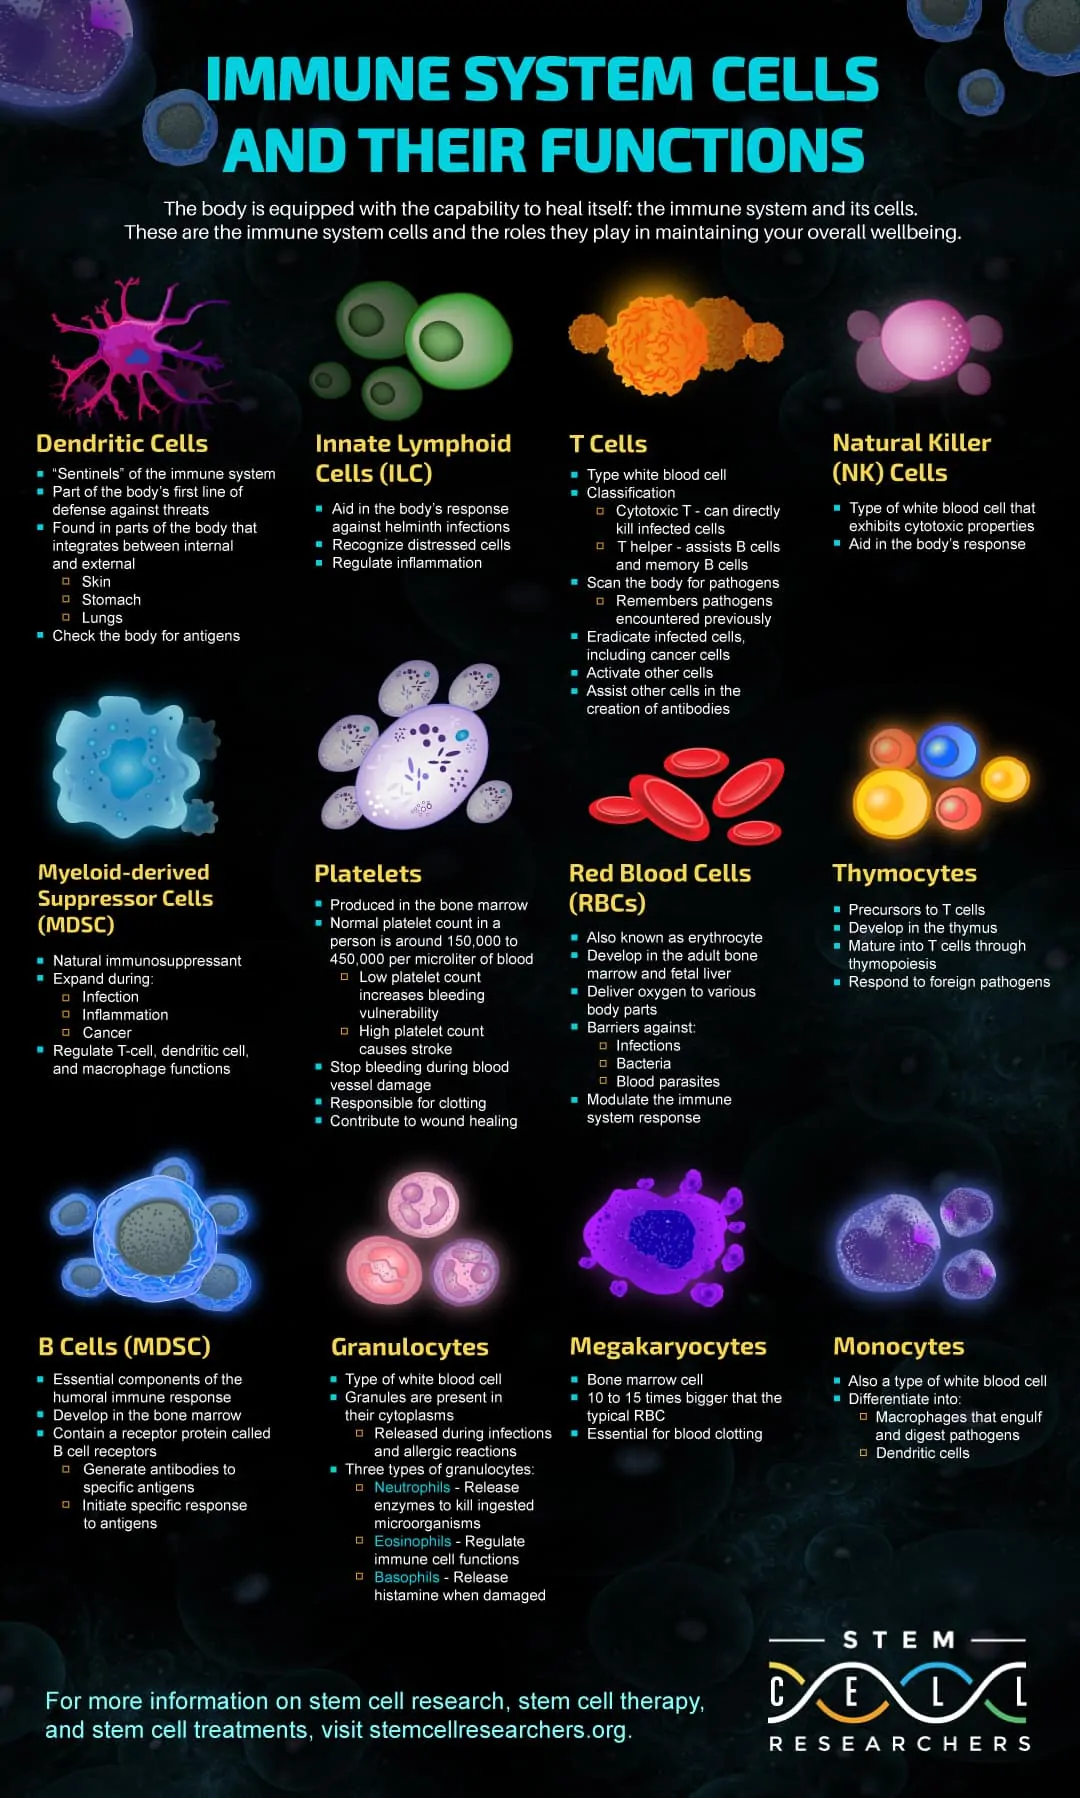 IMMUNE SYSTEM CELLS
AND THEIR FUNCTIONS
The body is equipped with the capability to heal itself: the immune system and its cells.
These are the immune system cells and the roles they play in maintaining your overall wellbeing.
Dendritic Cells
“Sentinels” of the immune system
Part of the body’s first line of
defense against threats
Found in parts of the body that
integrates between internal
and external
Skin
Stomach
Lungs
Check the body for antigens
Innate Lymphoid
Cells (ILC)
Aid in the body’s response
against helminth infections
Recognize distressed cells
Regulate inflammation
T Cells
Type white blood cell
Classification
Cytotoxic T - can directly
kill infected cells
T helper - assists B cells
and memory B cells
Scan the body for pathogens
Remembers pathogens
encountered previously
Eradicate infected cells,
including cancer cells
Activate other cells
Assist other cells in the
creation of antibodies
Natural Killer
(NK) Cells
Type of white blood cell that
exhibits cytotoxic properties
Aid in the body’s response
Myeloid-derived
Suppressor Cells
(MDSC)
Natural immunosuppressant
Expand during:
Infection
Inflammation
Cancer
Regulate T-cell, dendritic cell,
and macrophage functions
Platelets
Produced in the bone marrow
Normal platelet count in a
person is around 150,000 to
450,000 per microliter of blood
Low platelet count
increases bleeding
vulnerability
High platelet count
causes stroke
Stop bleeding during blood
vessel damage
Responsible for clotting
Contribute to wound healing
Red Blood Cells
(RBCs)
Also known as erythrocyte
Develop in the adult bone
marrow and fetal liver
Deliver oxygen to various
body parts
Barriers against:
Infections
Bacteria
Blood parasites
Modulate the immune
system response
Thymocytes
Precursors to T cells
Develop in the thymus
Mature into T cells through
thymopoiesis
Respond to foreign pathogens
B Cells (MDSC)
Essential components of the
humoral immune response
Develop in the bone marrow
Contain a receptor protein called
B cell receptors
Generate antibodies to
specific antigens
Initiate specific response
to antigens
Granulocytes
Type of white blood cell
Granules are present in
their cytoplasms
Released during infections
and allergic reactions
Three types of granulocytes:
Neutrophils - Release
enzymes to kill ingested
microorganisms
Eosinophils - Regulate
immune cell functions
Basophils - Release
histamine when damaged
Megakaryocytes
Bone marrow cell
10 to 15 times bigger that the
typical RBC
Essential for blood clotting
Monocytes
Also a type of white blood cell
Differentiate into:
Macrophages that engulf
and digest pathogens
Dendritic cells
For more information on stem cell research, stem cell therapy,
and stem cell treatments, visit stemcellresearchers.org.
STEM
CELL
RESEARCHERS